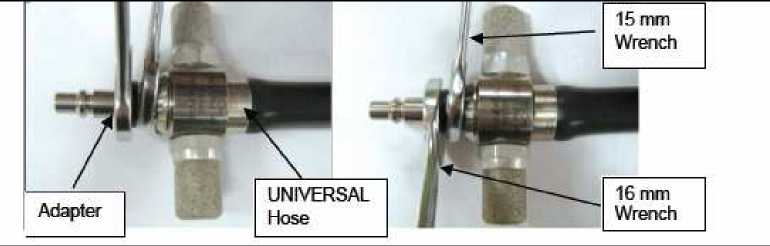 15 mm
Wrench
Adapter
UNIVERSAL
Hose
16 mm
Wrench